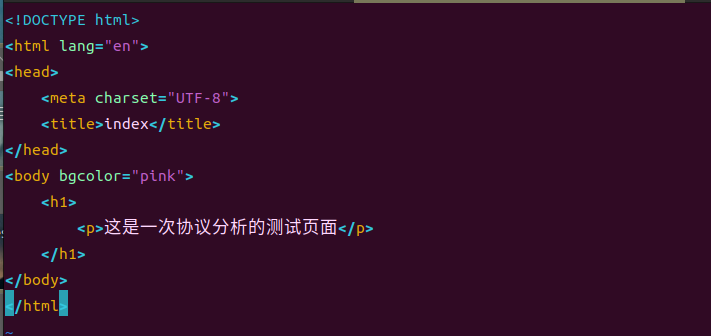 <!DOCTYPE html>
<html lang="en">
<head>
    <meta charset="UTF-8">
    <title>index</title>
</head>
<body bgcolor="pink">
    <h1>
        <p>这是一次协议分析的测试页面</p>
    </h1>
</body>
</html>
~